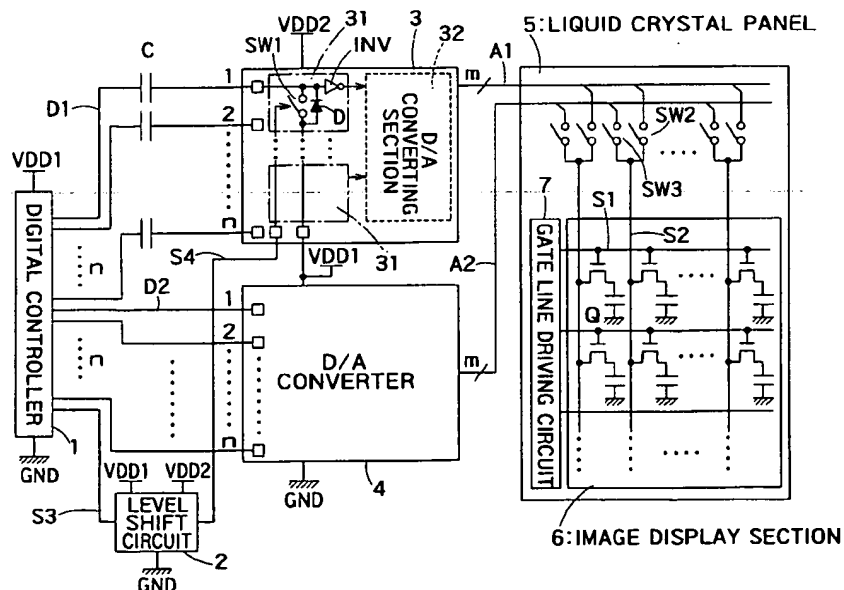 5:LIQUID CRYSTAL PANEL
VDD2
31
3
32
C
SW1
INV
A1
m
D1
1
D
2
n
31
D/A CONVERTING SECTION
SW2
SW3
VDD1
DIGITAL CONTROLLER
1
GND
n
n
S4
D2
VDD1
A2
1
2
n
D/A
CONVERTER
m
4
GND
7
S1
S2
Q
GATE LINE DRIVING CIRCUIT
VDD1
VDD2
S3
LEVEL
SHIFT
CIRCUIT
2
GND
6:IMAGE DISPLAY SECTION